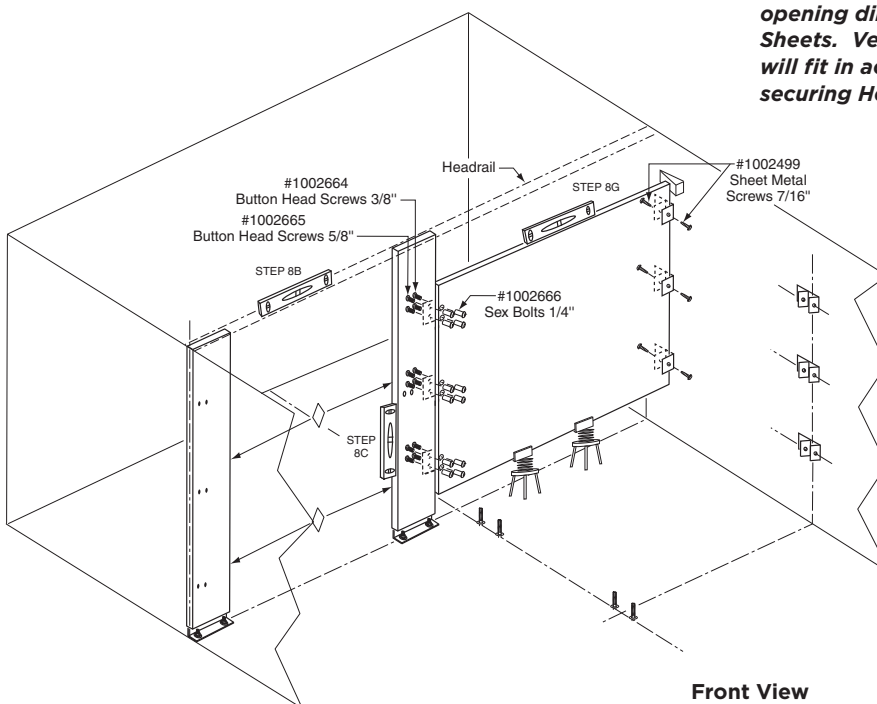 opening
Sheets.
will fit in
securing
#1002664
Button Head Screws 3/8"
#1002665
Button Head Screws 5/8"
Headrail
STEP 8G
#1002499
Sheet Metal
Screws 7/16"
STEP 8B
#1002666
Sex Bolts 1/4"
STEP
8C
Front View